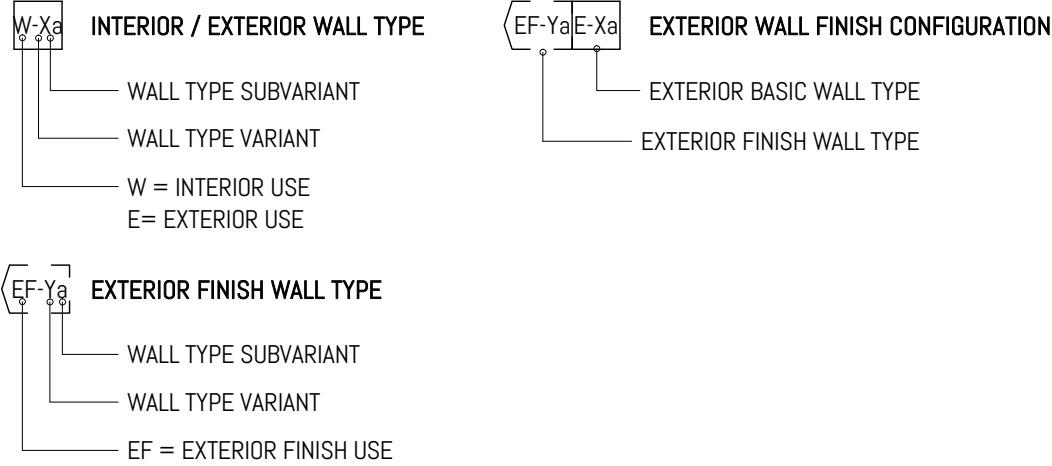 W-Xa INTERIOR / EXTERIOR WALL TYPE
WALL TYPE SUBVARIANT
WALL TYPE VARIANT
W = INTERIOR USE
E= EXTERIOR USE
EF-Ya E-Xa EXTERIOR WALL FINISH CONFIGURATION
EXTERIOR BASIC WALL TYPE
EXTERIOR FINISH WALL TYPE
EF-Ya EXTERIOR FINISH WALL TYPE
WALL TYPE SUBVARIANT
WALL TYPE VARIANT
EF = EXTERIOR FINISH USE